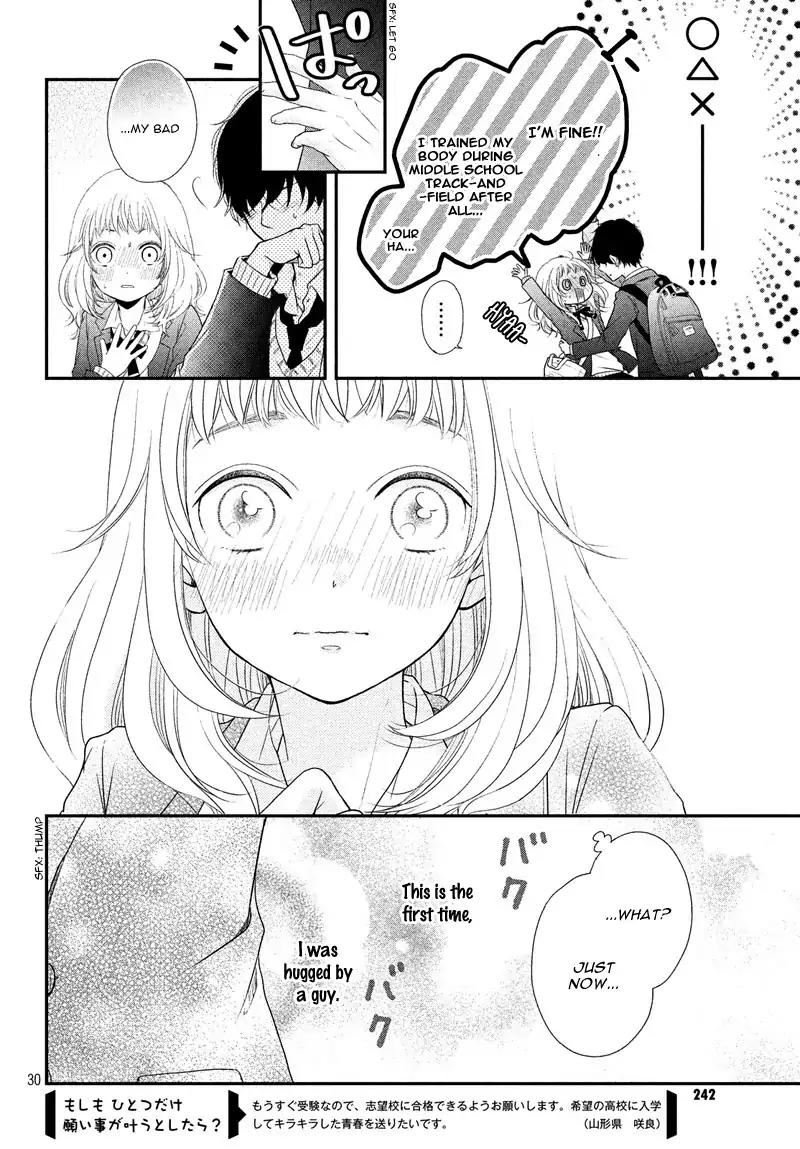 ○△×――!!!
I'M FINE!!
I TRAINED MY
BODY DURING
MIDDLE SCHOOL
TRACK-AND
-FIELD AFTER
ALL...
YOUR
HA...
HYAA-
........
SFX: LET GO
ぱっ
...MY BAD
...WHAT?
JUST
NOW...
バク
This is the
first time,
I was
hugged by
a guy.
バク
SFX: THUMP
30
242
もしも ひとつだけ
願い事が叶うとしたら?
もうすぐ受験なので、志望校に合格できるようお願いします。希望の高校に入学
してキラキラした青春を送りたいです。 (山形県 咲良)